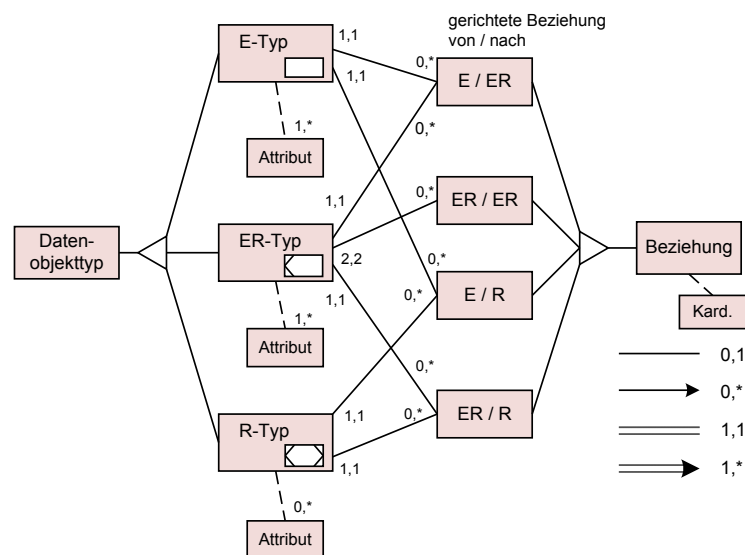 gerichtete Beziehung
von / nach
E-Typ
1,1
1,1
0,*
E / ER
1,*
Attribut
0,*
1,1
0,*
ER / ER
Daten-
objekttyp
ER-Typ
2,2
1,1
0,*
0,*
E / R
Beziehung
1,*
Attribut
Kard.
0,1
0,*
0,*
R-Typ
1,1
0,*
1,1
ER / R
1,1
0,*
Attribut
1,*